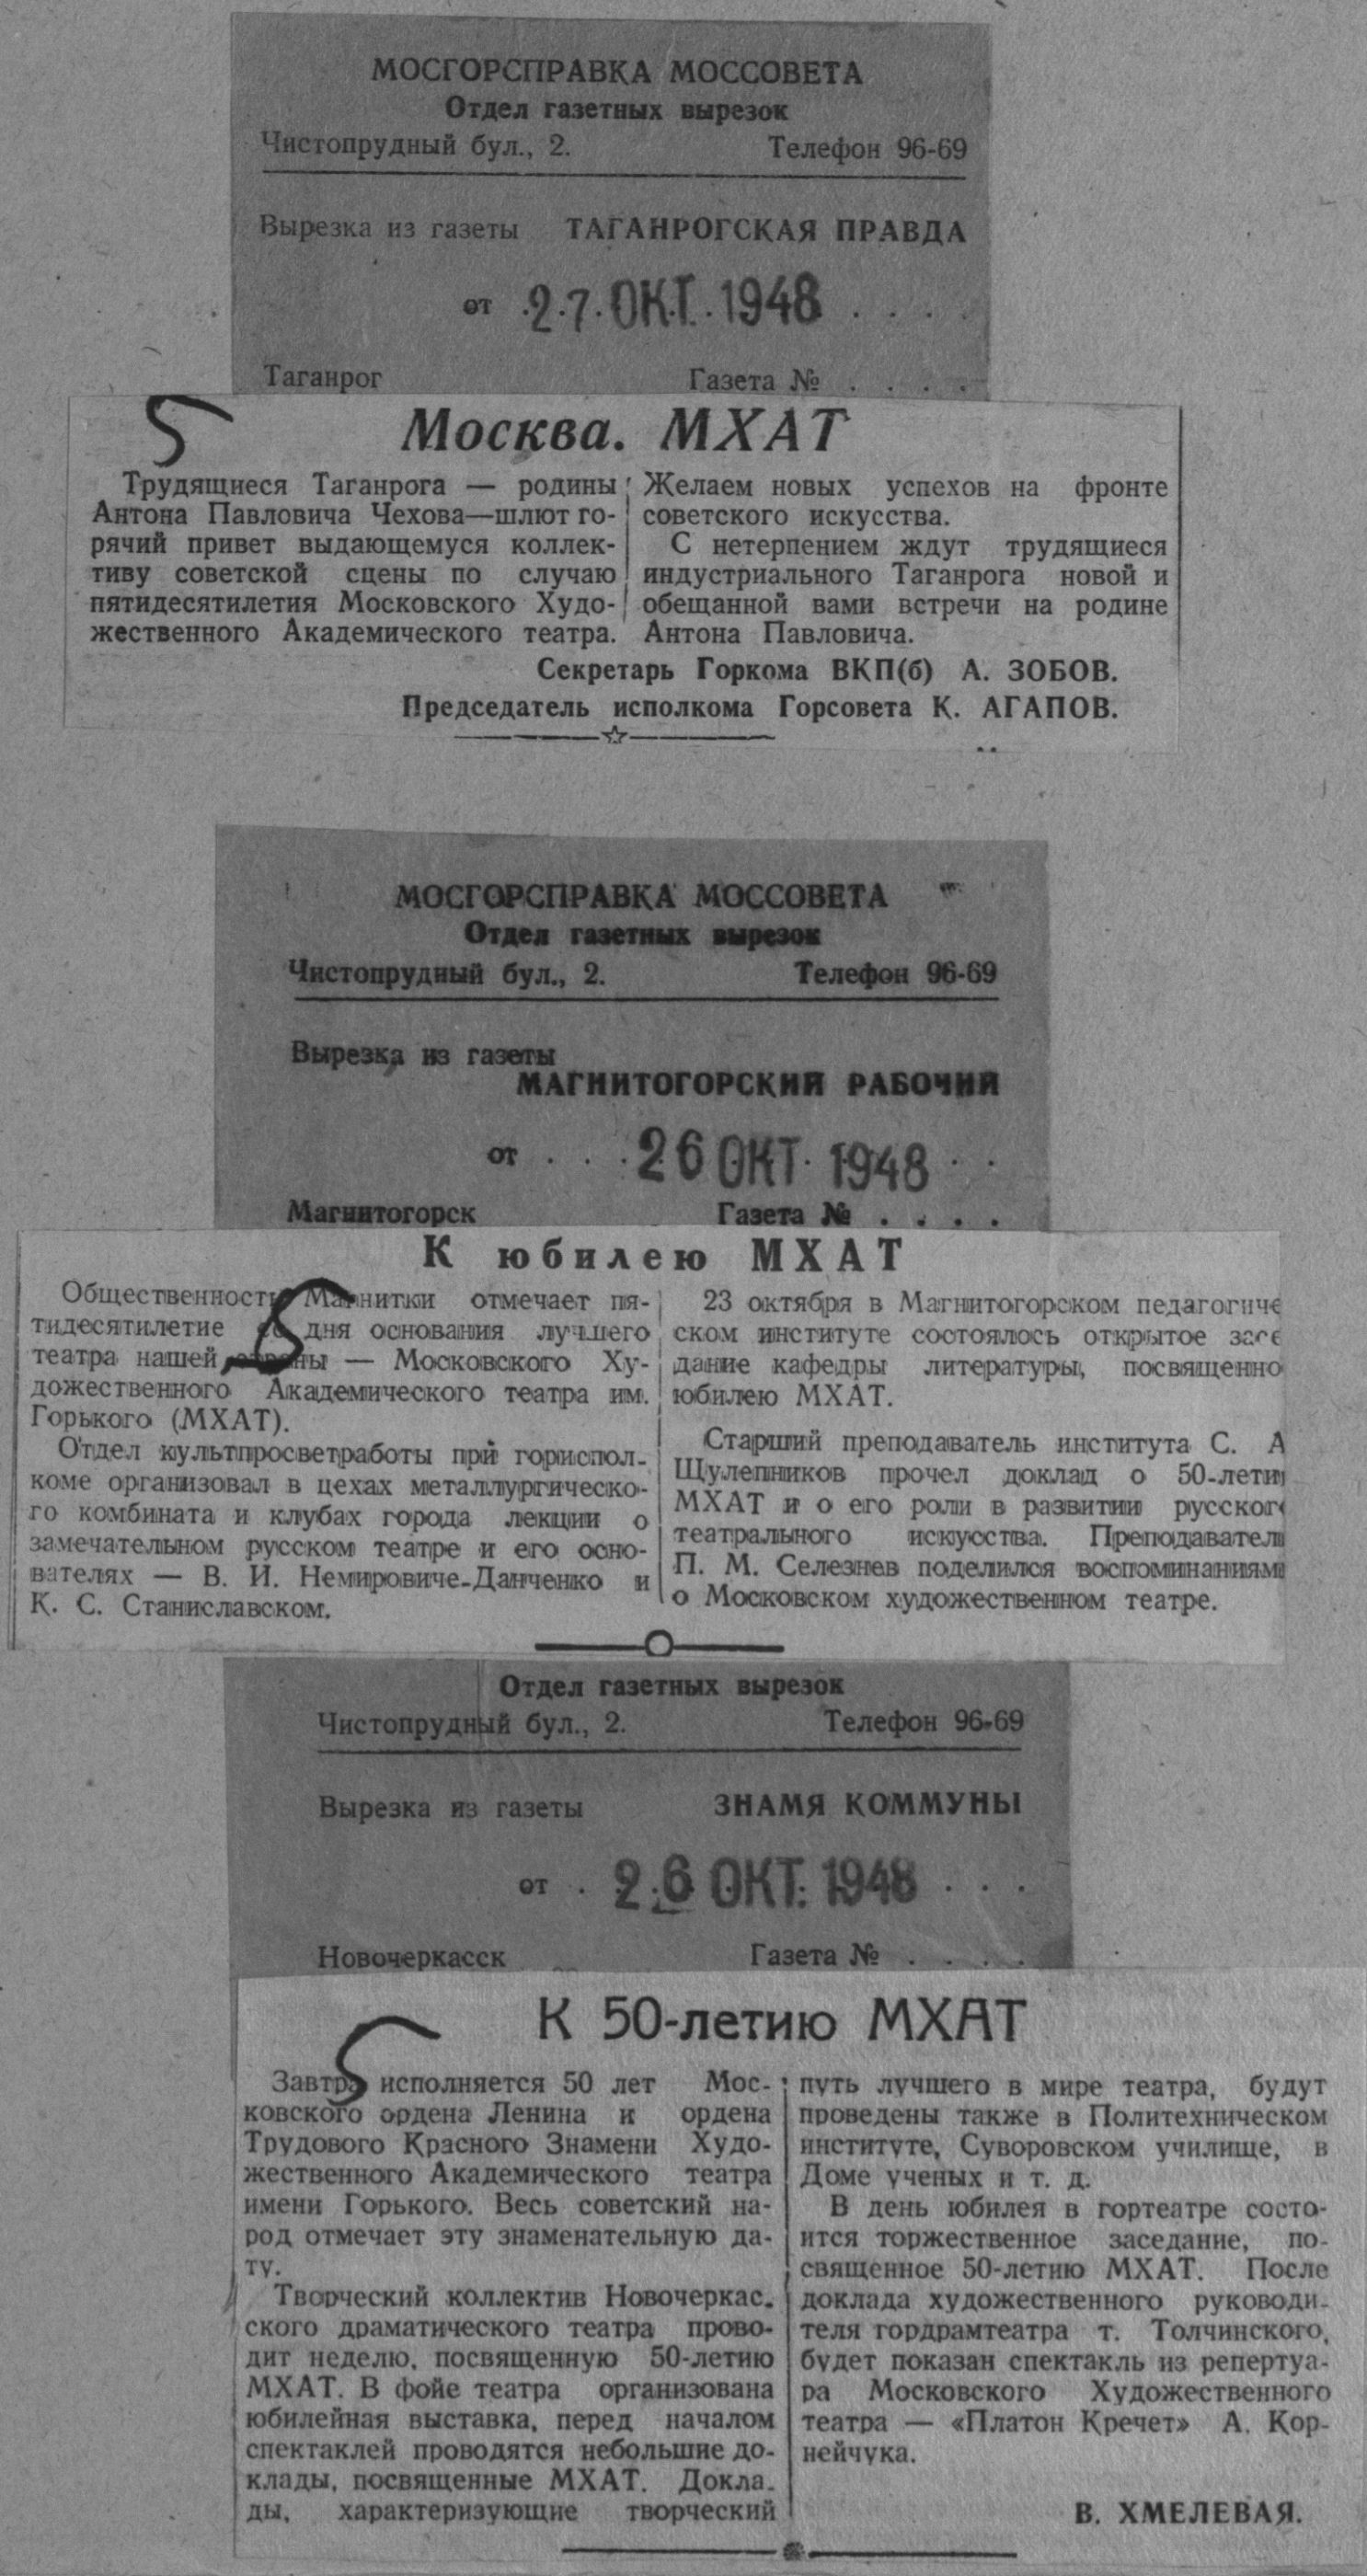 МОСГОРСПРАВКА МОССОВЕТА
Отдел газетных вырезок
Чистопрудный бул., 2. Телефон 96-69
Вырезка из газеты ТАГАНРОГСКАЯ ПРАВДА
от 27 ОКТ. 1948 . . . .
Таганрог Газета № . . . .
Москва. МХАТ
Трудящиеся Таганрога — родины
Антона Павловича Чехова—шлют го-
рячий привет выдающемуся коллек-
тиву советской сцены по случаю
пятидесятилетия Московского Худо-
жественного Академического театра.
Желаем новых успехов на фронте
советского искусства.
С нетерпением ждут трудящиеся
индустриального Таганрога новой и
обещанной вами встречи на родине
Антона Павловича.
Секретарь Горкома ВКП(б) А. ЗОБОВ.
Председатель исполкома Горсовета К. АГАПОВ.
МОСГОРСПРАВКА МОССОВЕТА
Отдел газетных вырезок
Чистопрудный бул., 2. Телефон 96-69
Вырезка из газеты
МАГНИТОГОРСКИЙ РАБОЧИЙ
от . . . 26 ОКТ 1948 . .
Магнитогорск Газета № . . . .
К юбилею МХАТ
Общественность Магнитки отмечает пя-
тидесятилетие со дня основания лучшего
театра нашей страны — Московского Ху-
дожественного Академического театра им.
Горького (МХАТ).
Отдел культпросветработы при гориспол-
коме организовал в цехах металлургическо-
го комбината и клубах города лекции о
замечательном русском театре и его осно-
вателях — В. И. Немировиче-Данченко и
К. С. Станиславском.
23 октября в Магнитогорском педагогиче
ском институте состоялось открытое засе
дание кафедры литературы, посвященно
юбилею МХАТ.
Старший преподаватель института С. А
Щулепников прочел доклад о 50-лети
МХАТ и о его роли в развитии русског
театрального искусства. Преподавател
П. М. Селезнев поделился воспоминаниям
о Московском художественном театре.
Отдел газетных вырезок
Чистопрудный бул., 2. Телефон 96-69
Вырезка из газеты ЗНАМЯ КОММУНЫ
от . 26 ОКТ. 1948 . . .
Новочеркасск Газета № . . . .
К 50-летию МХАТ
Завтра исполняется 50 лет Мос-
ковского ордена Ленина и ордена
Трудового Красного Знамени Худо-
жественного Академического театра
имени Горького. Весь советский на-
род отмечает эту знаменательную да-
ту.
Творческий коллектив Новочеркас-
ского драматического театра прово-
дит неделю, посвященную 50-летию
МХАТ. В фойе театра организована
юбилейная выставка, перед началом
спектаклей проводятся небольшие до-
клады, посвященные МХАТ. Докла-
ды, характеризующие творческий
путь лучшего в мире театра, будут
проведены также в Политехническом
институте, Суворовском училище, в
Доме ученых и т. д.
В день юбилея в гортеатре состо-
ится торжественное заседание, по-
священное 50-летию МХАТ. После
доклада художественного руководи-
теля гордрамтеатра т. Толчинского,
будет показан спектакль из репертуа-
ра Московского Художественного
театра — «Платон Кречет» А. Кор-
нейчука.
В. ХМЕЛЕВАЯ.